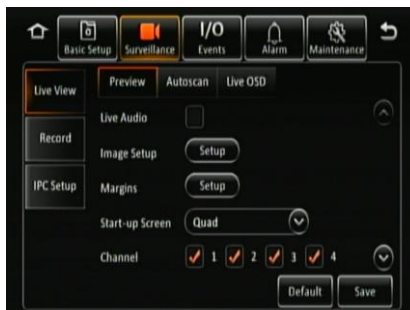 I/O
Basic Setup Surveillance Events Alarm Maintenance
Live View Preview Autoscan Live OSD
Live Audio
Record
Image Setup Setup
IPC Setup Margins Setup
Start-up Screen Quad
Channel 1 2 3 4
Default Save